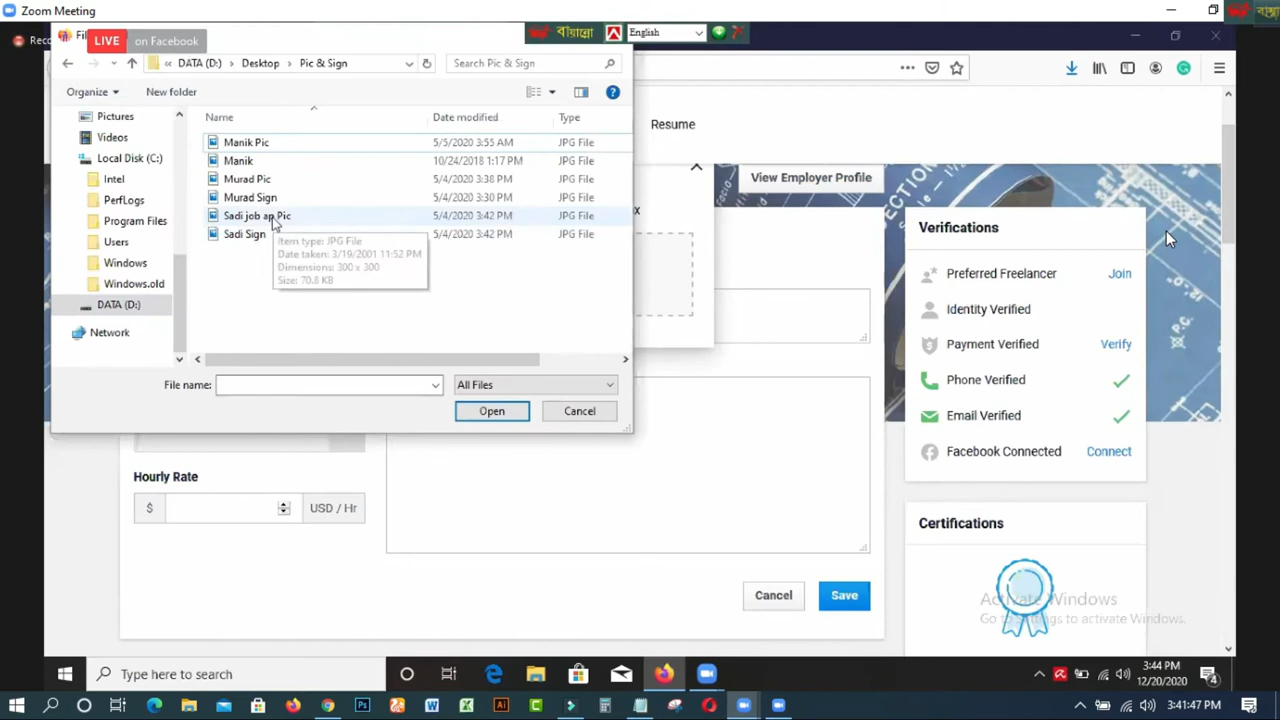 Zoom Meeting
LIVE on Facebook
বায়ান্নো English
DATA (D:) Desktop Pic & Sign Search Pic & Sign
Organize New folder
Name Date modified Type
Pictures
Videos
Local Disk (C:)
Intel
PerfLogs
Program Files
Users
Windows
Windows.old
DATA (D:)
Network
Manik Pic 5/5/2020 3:55 AM JPG File
Manik 10/24/2018 1:17 PM JPG File
Murad Pic 5/4/2020 3:38 PM JPG File
Murad Sign 5/4/2020 3:30 PM JPG File
Sadi job ap Pic 5/4/2020 3:42 PM JPG File
Sadi Sign 5/4/2020 3:42 PM JPG File
Item type: JPG File
Date taken: 3/19/2001 11:52 PM
Dimensions: 300 x 300
Size: 70.8 KB
File name: All Files
Open Cancel
Resume
View Employer Profile
Verifications
Preferred Freelancer Join
Identity Verified
Payment Verified Verify
Phone Verified
Email Verified
Facebook Connected Connect
Hourly Rate
$ USD / Hr
Cancel Save
Certifications
Activate Windows
Go to Settings to activate Windows.
Type here to search
3:44 PM
12/20/2020
4
3:41:47 PM